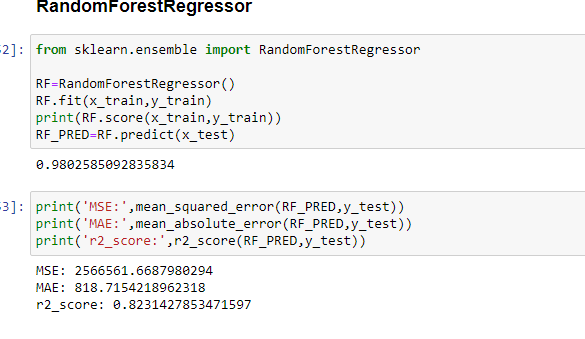 RandomForestRegressor
52]: from sklearn.ensemble import RandomForestRegressor
RF=RandomForestRegressor()
RF.fit(x_train,y_train)
print(RF.score(x_train,y_train))
RF_PRED=RF.predict(x_test)
0.9802585092835834
53]: print('MSE:',mean_squared_error(RF_PRED,y_test))
print('MAE:',mean_absolute_error(RF_PRED,y_test))
print('r2_score:',r2_score(RF_PRED,y_test))
MSE: 2566561.6687980294
MAE: 818.7154218962318
r2_score: 0.8231427853471597